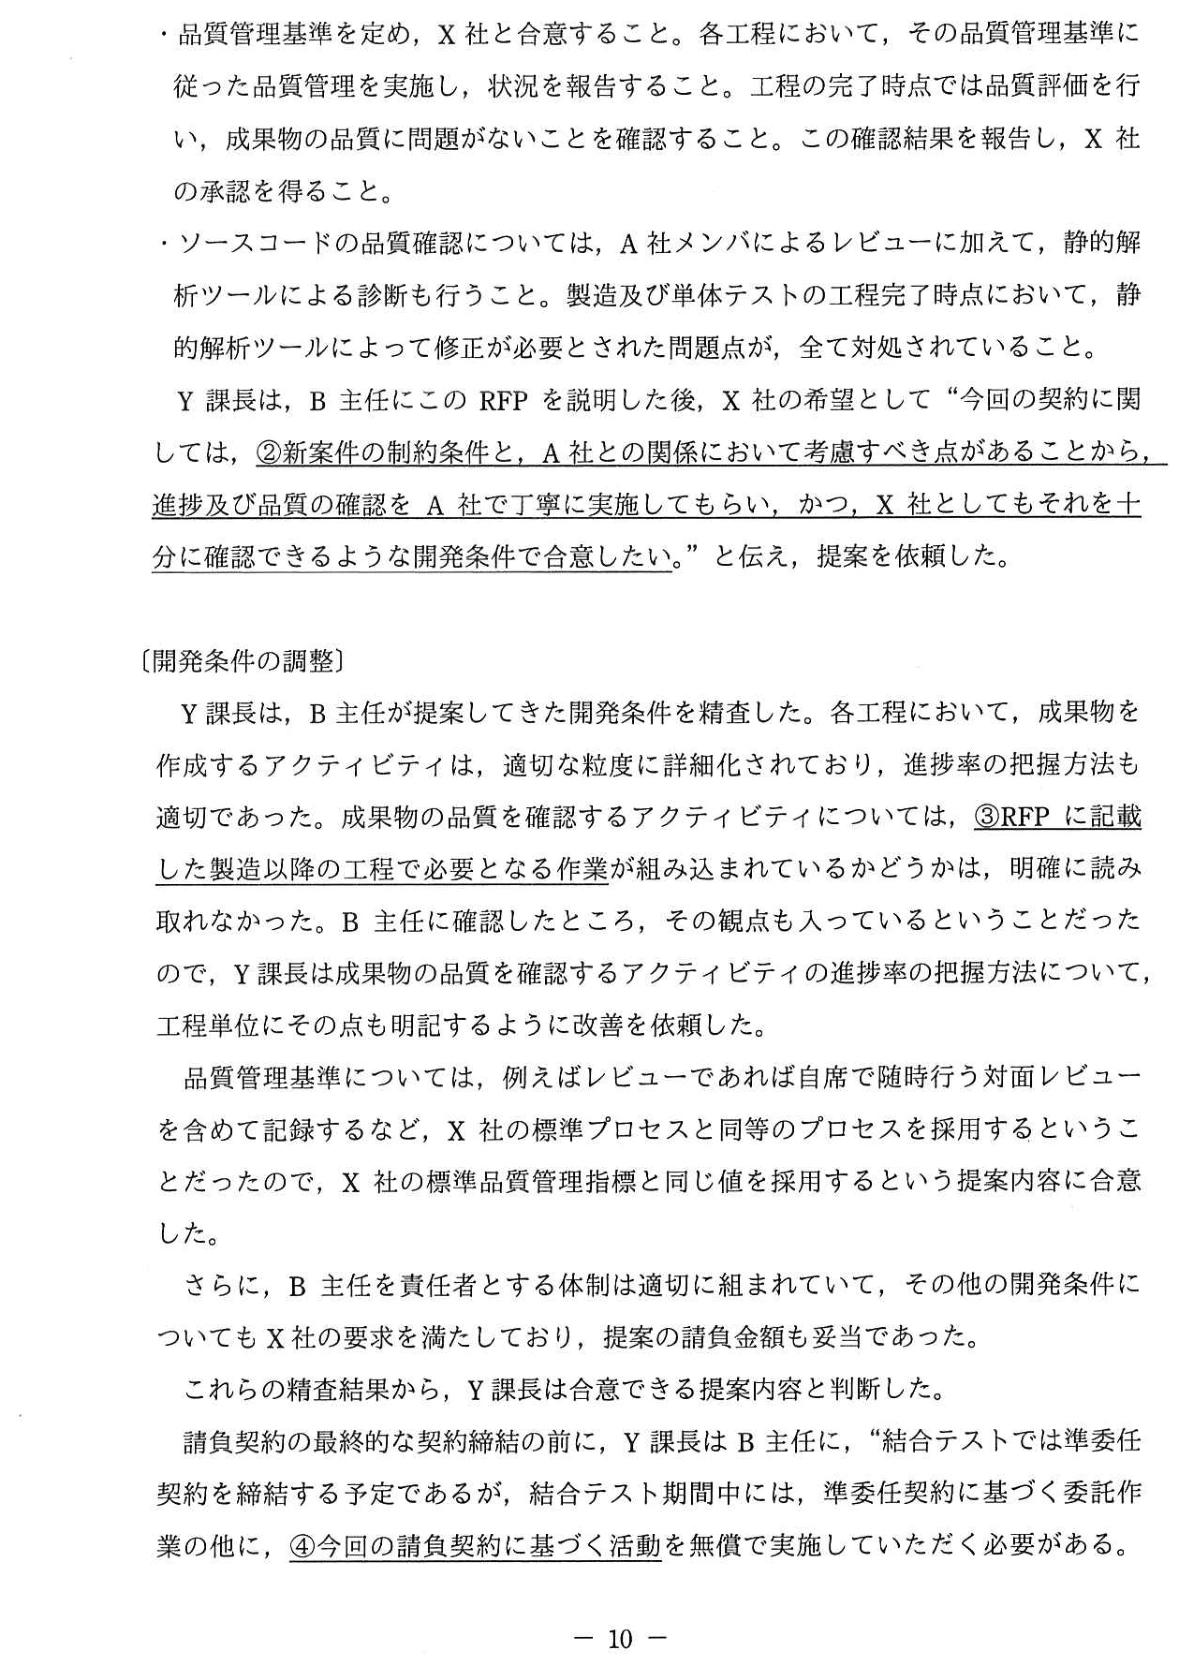 ・品質管理基準を定め，X 社と合意すること。各工程において，その品質管理基準に
従った品質管理を実施し，状況を報告すること。工程の完了時点では品質評価を行
い，成果物の品質に問題がないことを確認すること。この確認結果を報告し，X 社
の承認を得ること。
・ソースコードの品質確認については，A 社メンバによるレビューに加えて，静的解
析ツールによる診断も行うこと。製造及び単体テストの工程完了時点において，静
的解析ツールによって修正が必要とされた問題点が，全て対処されていること。
Y 課長は，B 主任にこの RFP を説明した後，X 社の希望として“今回の契約に関
しては，②新案件の制約条件と，A 社との関係において考慮すべき点があることから，
進捗及び品質の確認を A 社で丁寧に実施してもらい，かつ，X 社としてもそれを十
分に確認できるような開発条件で合意したい。”と伝え，提案を依頼した。
〔開発条件の調整〕
Y 課長は，B 主任が提案してきた開発条件を精査した。各工程において，成果物を
作成するアクティビティは，適切な粒度に詳細化されており，進捗率の把握方法も
適切であった。成果物の品質を確認するアクティビティについては，③RFP に記載
した製造以降の工程で必要となる作業が組み込まれているかどうかは，明確に読み
取れなかった。B 主任に確認したところ，その観点も入っているということだった
ので，Y 課長は成果物の品質を確認するアクティビティの進捗率の把握方法について，
工程単位にその点も明記するように改善を依頼した。
品質管理基準については，例えばレビューであれば自席で随時行う対面レビュー
を含めて記録するなど，X 社の標準プロセスと同等のプロセスを採用するというこ
とだったので，X 社の標準品質管理指標と同じ値を採用するという提案内容に合意
した。
さらに，B 主任を責任者とする体制は適切に組まれていて，その他の開発条件に
ついても X 社の要求を満たしており，提案の請負金額も妥当であった。
これらの精査結果から，Y 課長は合意できる提案内容と判断した。
請負契約の最終的な契約締結の前に，Y 課長は B 主任に，“結合テストでは準委任
契約を締結する予定であるが，結合テスト期間中には，準委任契約に基づく委託作
業の他に，④今回の請負契約に基づく活動を無償で実施していただく必要がある。
－ 10 －